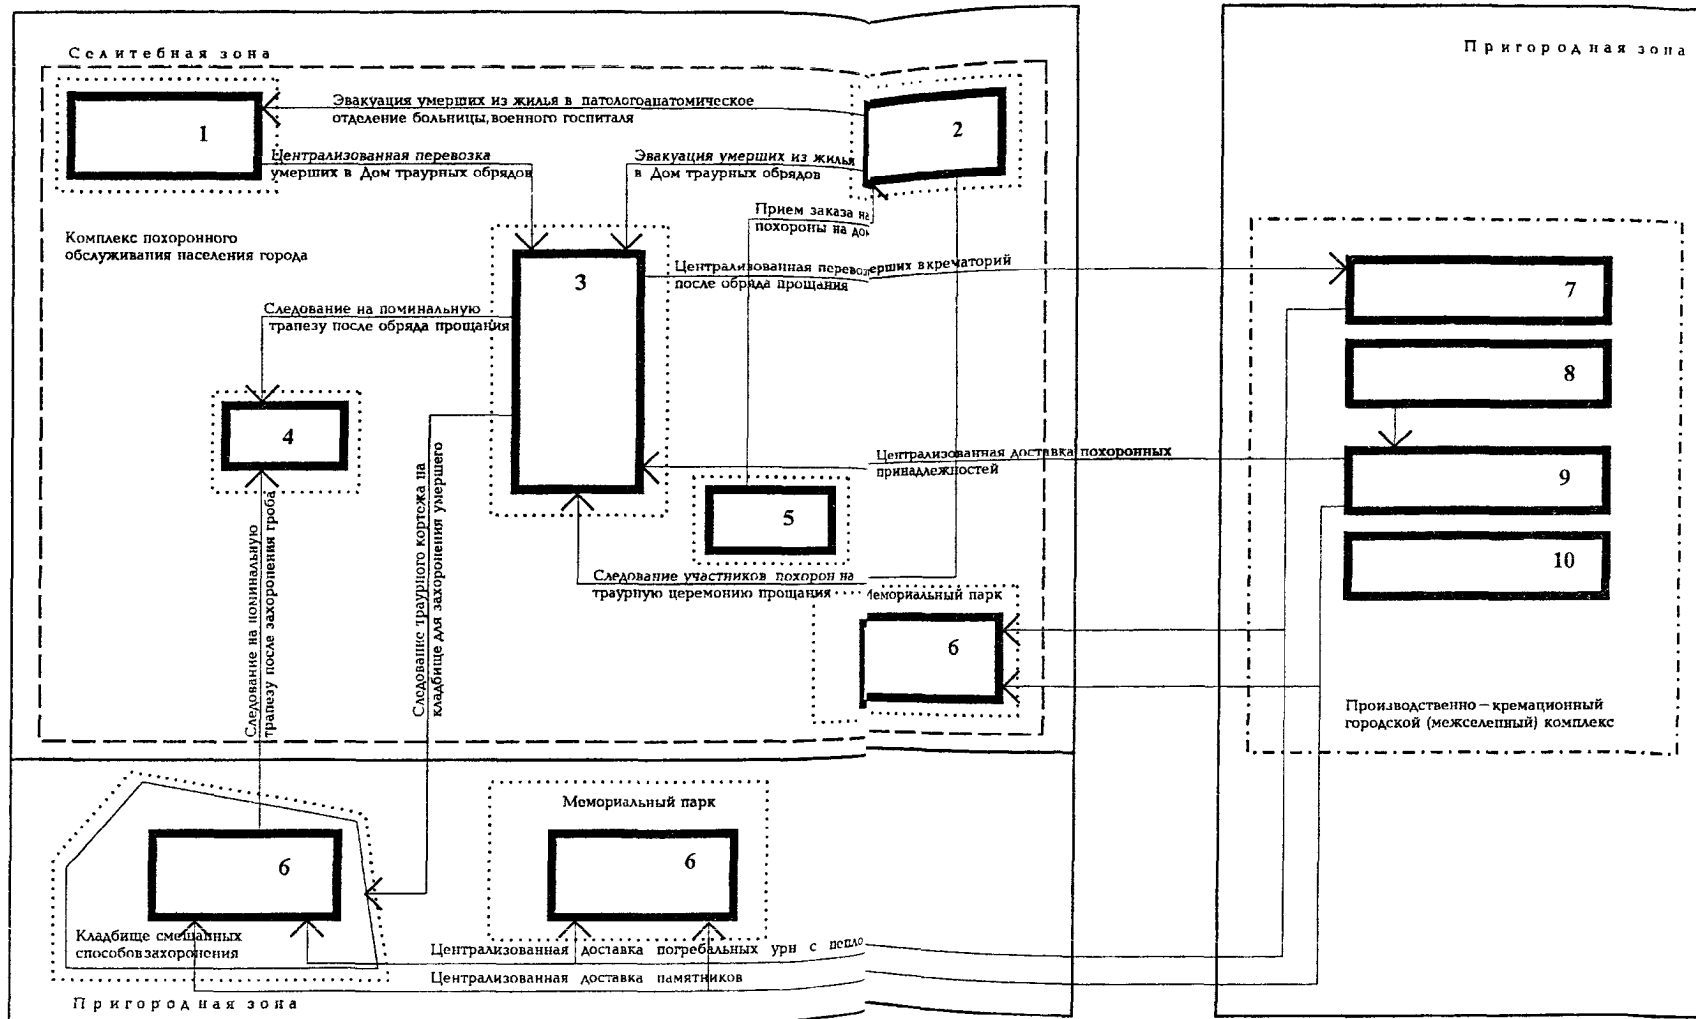 Селитебная зона
Пригородная зона
Эвакуация умерших из жилья в патологоанатомическое
отделение больницы, военного госпиталя
1
2
Централизованная перевозка
умерших в Дом траурных обрядов
Эвакуация умерших из жилья
в Дом траурных обрядов
Прием заказа на
похороны на
Комплекс похоронного
обслуживания населения города
3
Централизованная в крематорий
после обряда прощания
7
Следование на поминальную
трапезу после обряда прощания
8
4
Централизованная доставка похоронных
принадлежностей
9
5
10
Следование на поминальную
трапезу после захоронения гроба
Следование траурного кортежа на
кладбище для захоронения умершего
Следование участников похорон на
траурную церемонию прощания
Мемориальный парк
6
Производственно-кремационный
городской (межселенный) комплекс
Мемориальный парк
6
6
Кладбище смешанных
способов захоронения
Централизованная доставка погребальных урн с пепло
Централизованная доставка памятников
Пригородная зона